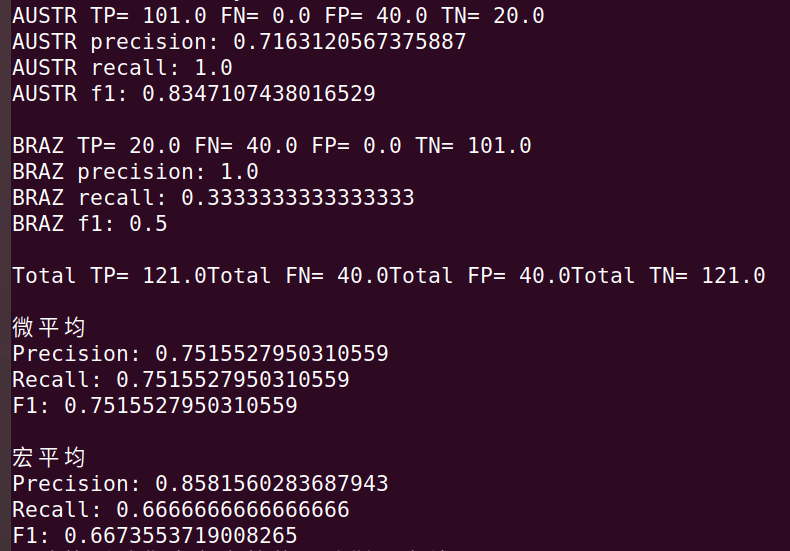 AUSTR TP= 101.0 FN= 0.0 FP= 40.0 TN= 20.0
AUSTR precision: 0.7163120567375887
AUSTR recall: 1.0
AUSTR f1: 0.8347107438016529
BRAZ TP= 20.0 FN= 40.0 FP= 0.0 TN= 101.0
BRAZ precision: 1.0
BRAZ recall: 0.3333333333333333
BRAZ f1: 0.5
Total TP= 121.0Total FN= 40.0Total FP= 40.0Total TN= 121.0
微平均
Precision: 0.7515527950310559
Recall: 0.7515527950310559
F1: 0.7515527950310559
宏平均
Precision: 0.8581560283687943
Recall: 0.6666666666666666
F1: 0.6673553719008265